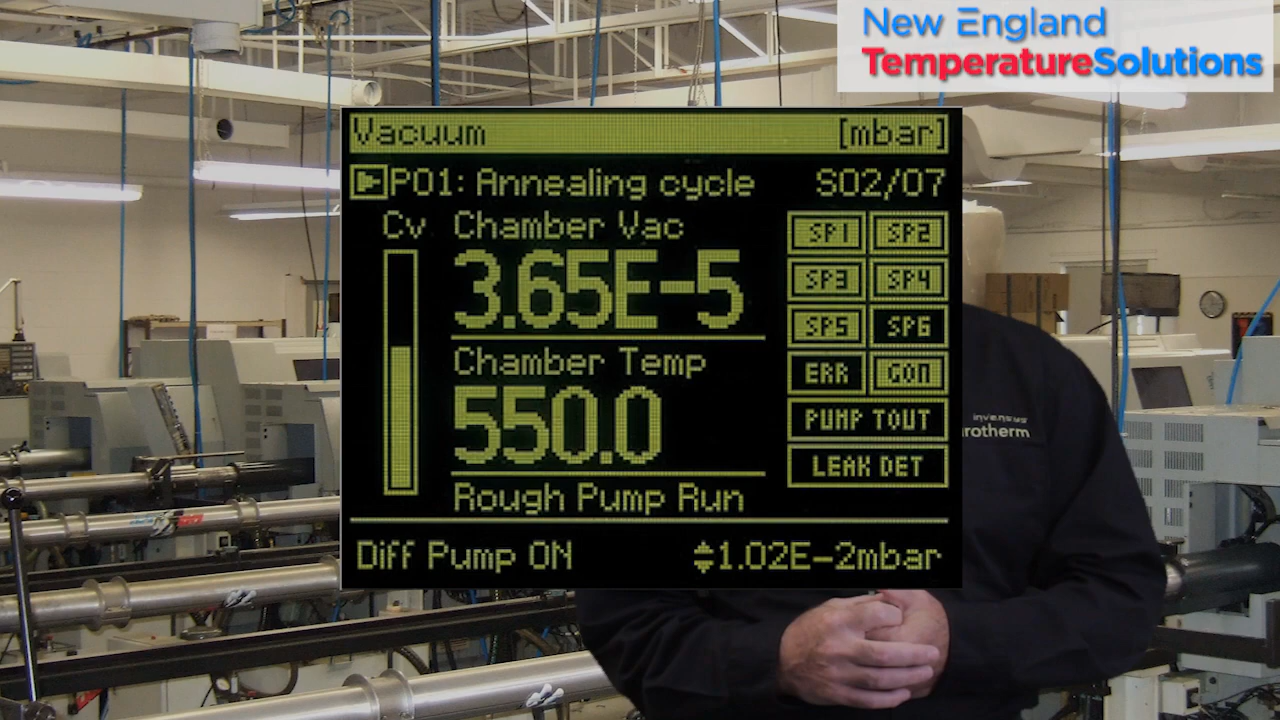 New England
TemperatureSolutions
Vacuum [mbar]
P01: Annealing cycle S02/07
Cv Chamber Vac
SP1 SP2
3.65E-5
SP3 SP4
SP5 SP6
Chamber Temp
ERR CON
550.0
PUMP TOUT
LEAK DET
Rough Pump Run
Diff Pump ON 1.02E-2mbar
invensys
rotherm